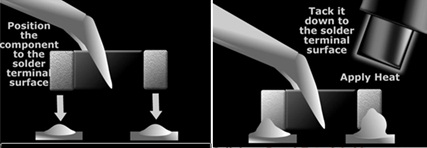 Position
the
component
to the
solder
terminal
surface
Tack it
down to
the solder
terminal
surface
Apply Heat